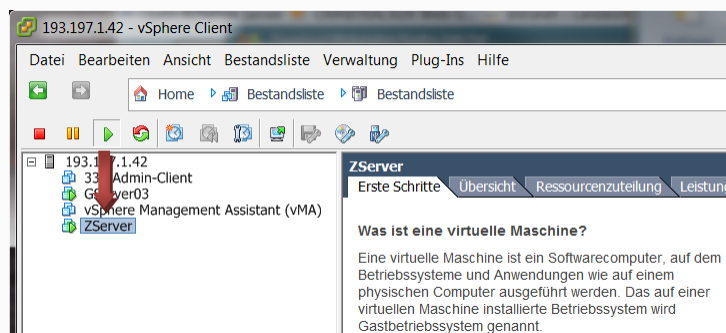 193.197.1.42 - vSphere Client
Datei Bearbeiten Ansicht Bestandsliste Verwaltung Plug-Ins Hilfe
Home Bestandsliste Bestandsliste
193.1 7.1.42
33 Admin-Client
G erver03
vSphere Management Assistant (vMA)
ZServer
ZServer
Erste Schritte Übersicht Ressourcenzuteilung Leistun
Was ist eine virtuelle Maschine?
Eine virtuelle Maschine ist ein Softwarecomputer, auf dem
Betriebssysteme und Anwendungen wie auf einem
physischen Computer ausgeführt werden. Das auf einer
virtuellen Maschine installierte Betriebssystem wird
Gastbetriebssystem genannt.